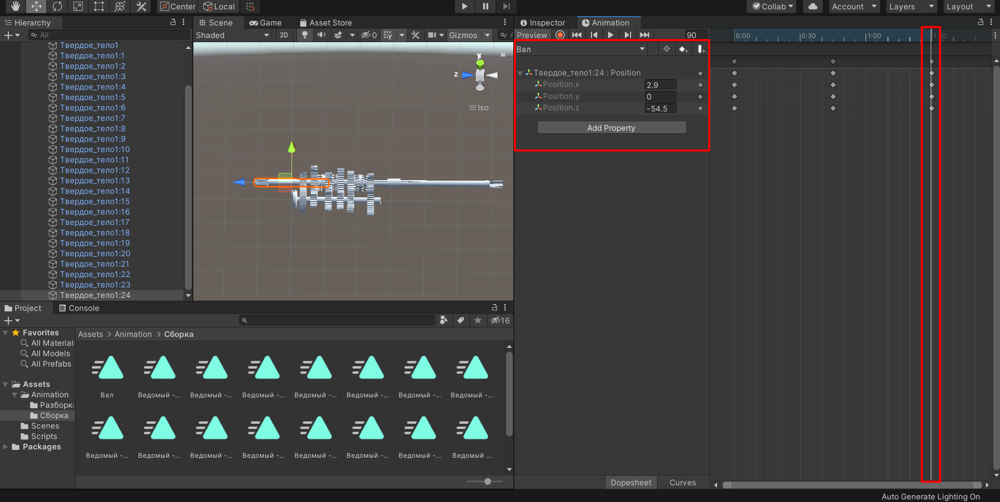 Center Local Collab Account Layers Layout
Hierarchy Scene Game Asset Store Inspector Animation
All Shaded 2D 0 Gizmos Preview 90 0:00 0:30 1:00
Вал
Твердое_тело1
Твердое_тело1:1
Твердое_тело1:2
Твердое_тело1:3
Твердое_тело1:4
Твердое_тело1:5
Твердое_тело1:6
Твердое_тело1:7
Твердое_тело1:8
Твердое_тело1:9
Твердое_тело1:10
Твердое_тело1:11
Твердое_тело1:12
Твердое_тело1:13
Твердое_тело1:14
Твердое_тело1:15
Твердое_тело1:16
Твердое_тело1:17
Твердое_тело1:18
Твердое_тело1:19
Твердое_тело1:20
Твердое_тело1:21
Твердое_тело1:22
Твердое_тело1:23
Твердое_тело1:24
y
z
Iso
Твердое_тело1:24 : Position
Position.x 2.9
Position.y 0
Position.z -54.5
Add Property
Project Console
16
Favorites
All Materials
All Models
All Prefabs
Assets
Animation
Разборка
Сборка
Scenes
Scripts
Packages
Assets > Animation > Сборка
Вал Ведомый -... Ведомый -... Ведомый -... Ведомый -... Ведомый -... Ведомый -... Ведомый -...
Ведомый -... Ведомый -... Ведомый -... Ведомый -... Ведомый -... Ведомый -... Ведомый -... Ведомый ...
Dopesheet Curves
Auto Generate Lighting On